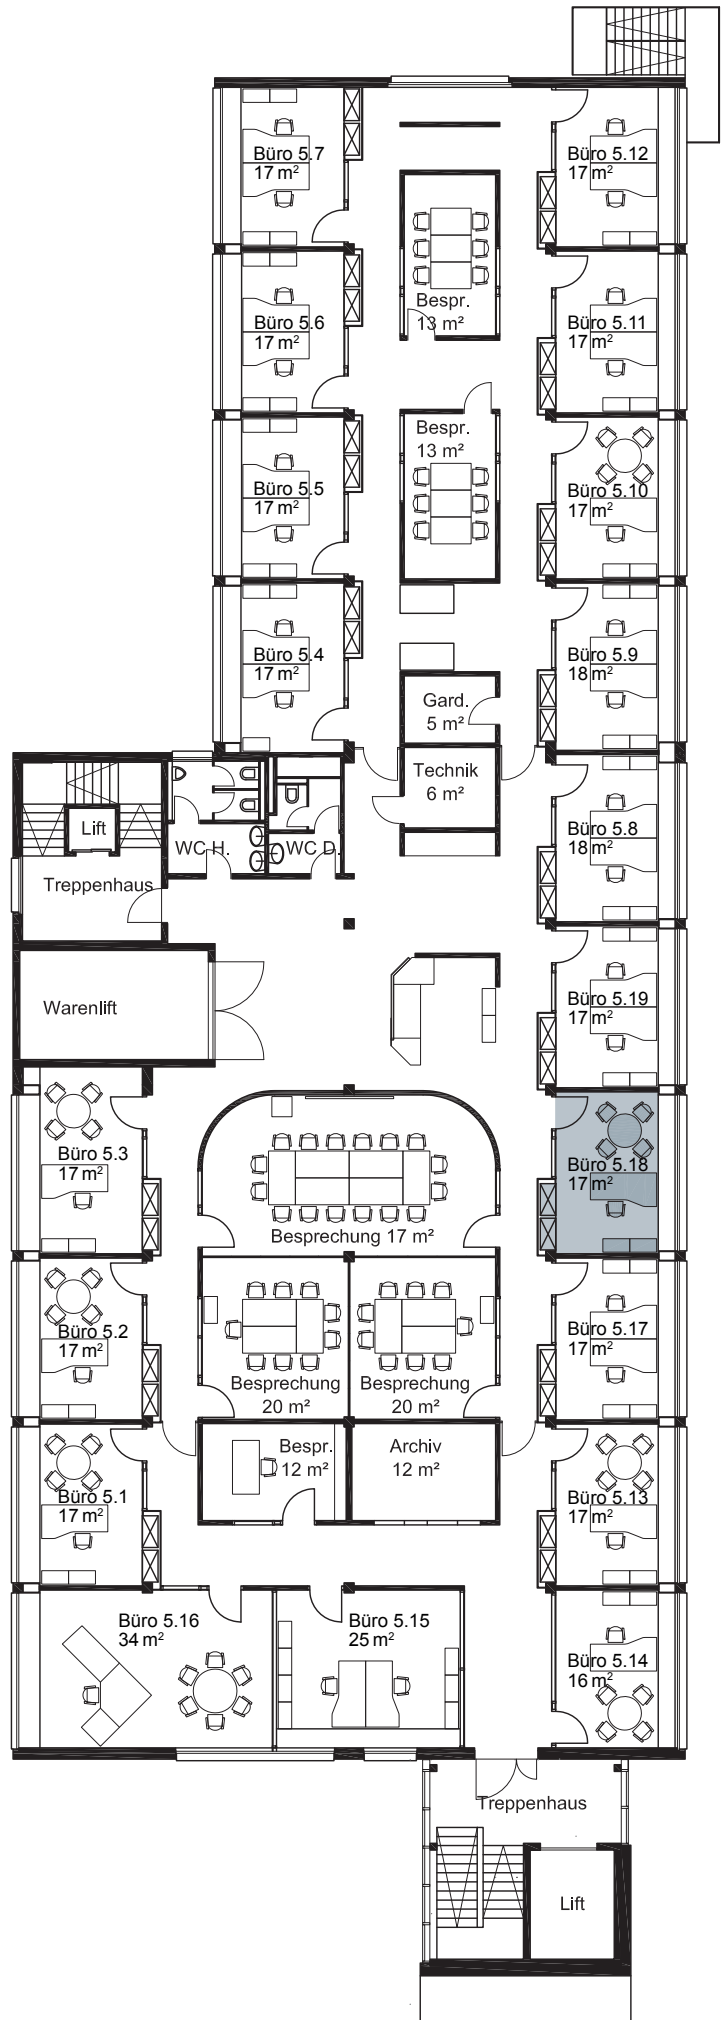 Büro 5.7
17 m²
Büro 5.12
17 m²
Bespr.
13 m²
Büro 5.6
17 m²
Büro 5.11
17 m²
Bespr.
13 m²
Büro 5.5
17 m²
Büro 5.10
17 m²
Büro 5.4
17 m²
Büro 5.9
18 m²
Gard.
5 m²
Technik
6 m²
Lift
WC H.
WC D.
Büro 5.8
18 m²
Treppenhaus
Warenlift
Büro 5.19
17 m²
Büro 5.3
17 m²
Büro 5.18
17 m²
Besprechung 17 m²
Büro 5.2
17 m²
Büro 5.17
17 m²
Besprechung
20 m²
Besprechung
20 m²
Bespr.
12 m²
Archiv
12 m²
Büro 5.1
17 m²
Büro 5.13
17 m²
Büro 5.16
34 m²
Büro 5.15
25 m²
Büro 5.14
16 m²
Treppenhaus
Lift